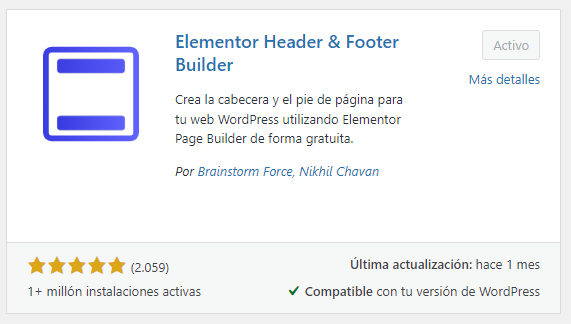 Elementor Header & Footer
Builder
Activo
Más detalles
Crea la cabecera y el pie de página para
tu web WordPress utilizando Elementor
Page Builder de forma gratuita.
Por Brainstorm Force, Nikhil Chavan
(2.059)
1+ millón instalaciones activas
Última actualización: hace 1 mes
Compatible con tu versión de WordPress